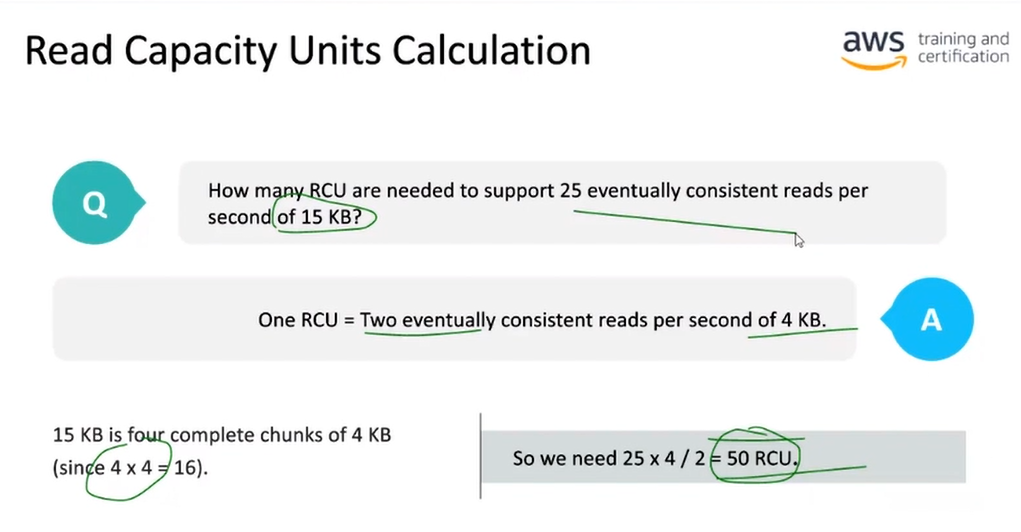 Read Capacity Units Calculation
aws training and
certification
Q
How many RCU are needed to support 25 eventually consistent reads per
second of 15 KB?
One RCU = Two eventually consistent reads per second of 4 KB.
A
15 KB is four complete chunks of 4 KB
(since 4 x 4 = 16).
So we need 25 x 4 / 2 = 50 RCU.